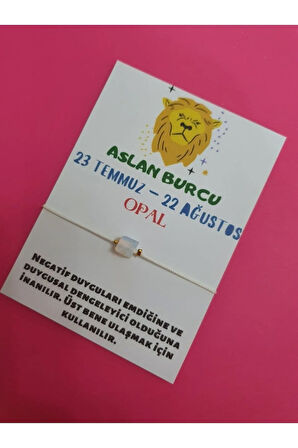 ASLAN BURCU
23 TEMMUZ – 22 AĞUSTOS
OPAL
NEGATİF DUYGULARI EMDİĞİNE VE
DUYGUSAL DENGELEYİCİ OLDUĞUNA
İNANILIR. ÜST BENE ULAŞMAK İÇİN
KULLANILIR.